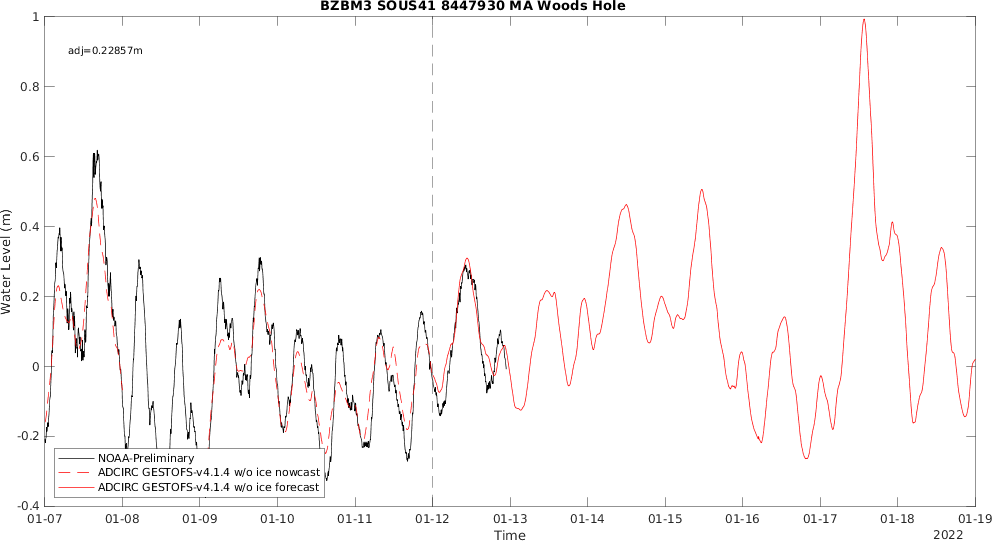 BZBM3 SOUS41 8447930 MA Woods Hole
adj=0.22857m
Water Level (m)
1
0.8
0.6
0.4
0.2
0
-0.2
-0.4
NOAA-Preliminary
ADCIRC GESTOFS-v4.1.4 w/o ice nowcast
ADCIRC GESTOFS-v4.1.4 w/o ice forecast
01-07 01-08 01-09 01-10 01-11 01-12 01-13 01-14 01-15 01-16 01-17 01-18 01-19
Time
2022